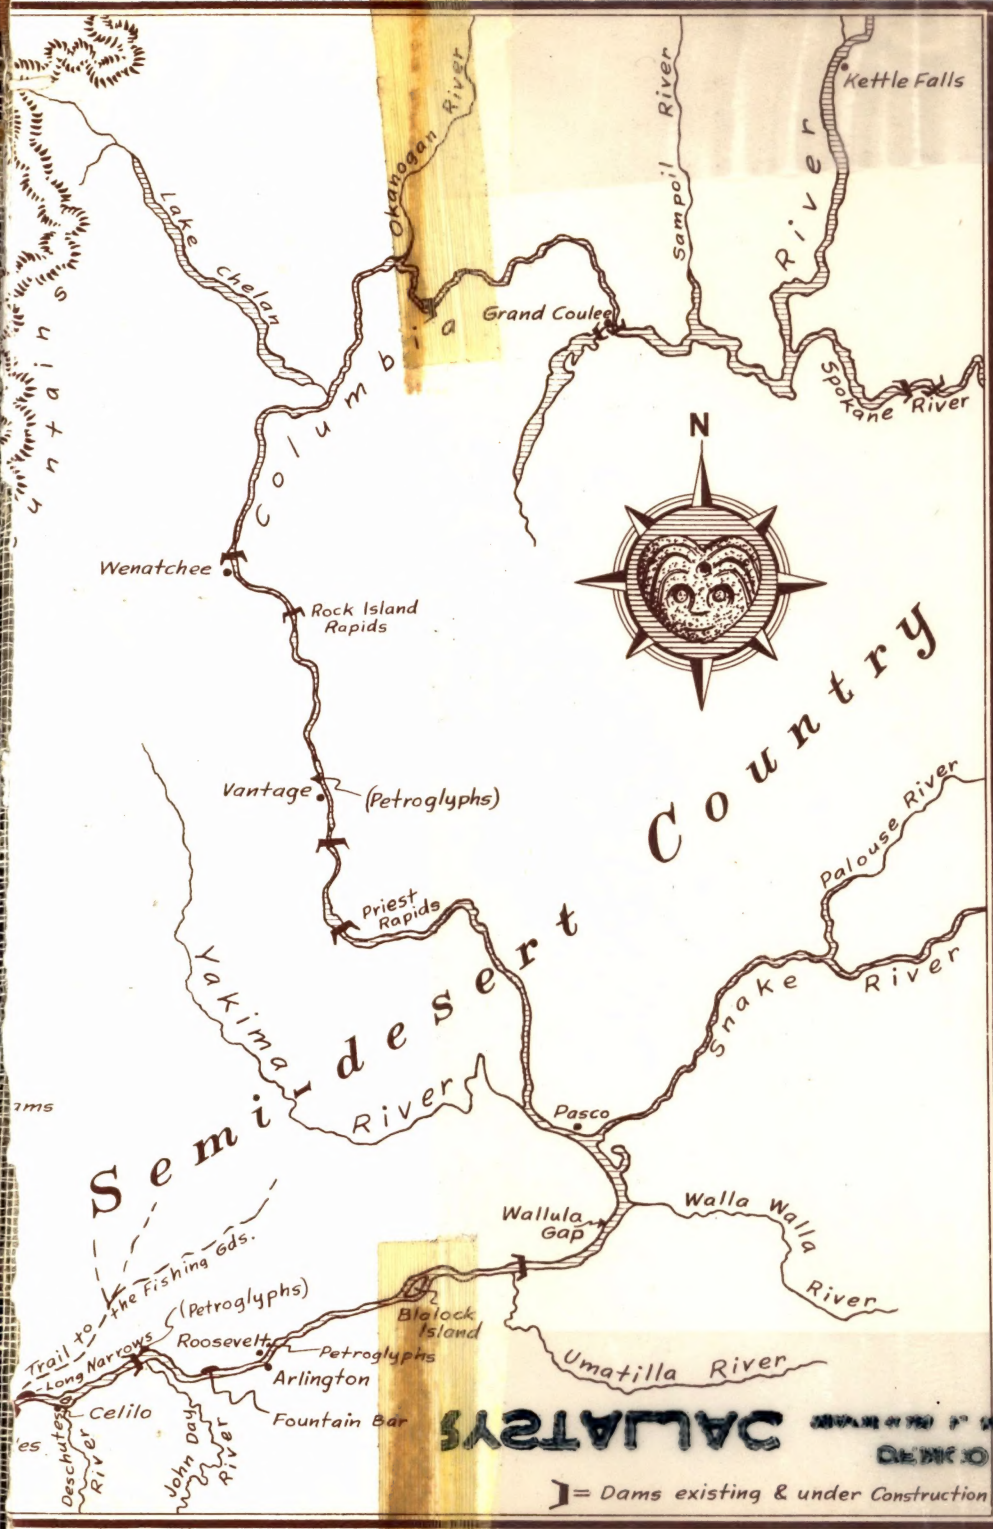 Kettle Falls
Okanogan River
Sampoil River
River
Lake Chelan
untains
Columbia
Grand Coulee
Spokane River
N
Wenatchee
Rock Island
Rapids
Country
Vantage
(Petroglyphs)
Palouse River
Priest
Rapids
Semi-desert
Yakima River
Snake River
ams
Pasco
Walla Walla River
Wallula
Gap
Trail to the Fishing Gds.
(Petroglyphs)
Blalock
Island
Long Narrows
Roosevelt
Petroglyphs
Arlington
Umatilla River
Celilo
Fountain Bar
es
Deschutes River
John Day River
= Dams existing & under Construction